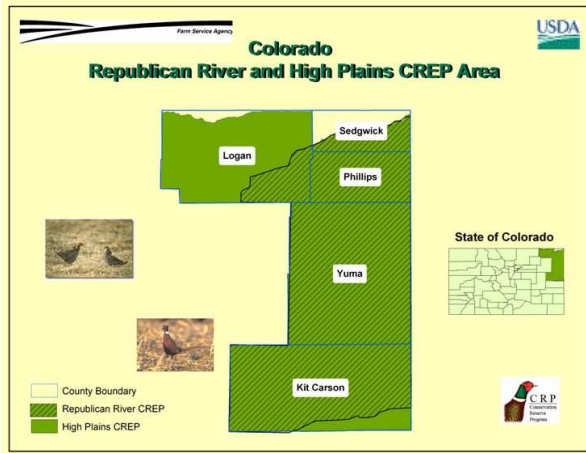 Farm Service Agency
USDA
Colorado
Republican River and High Plains CREP Area
Sedgwick
Logan
Phillips
State of Colorado
Yuma
Kit Carson
County Boundary
Republican River CREP
High Plains CREP
CRP
Conservation
Reserve
Program